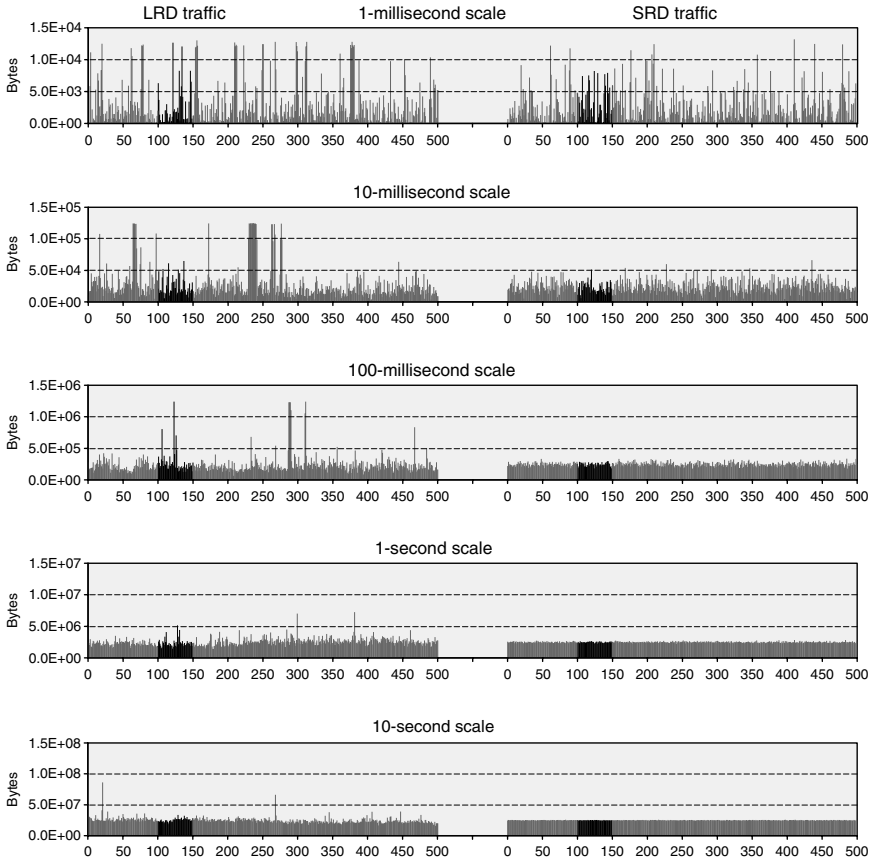 LRD traffic 1-millisecond scale SRD traffic
1.5E+04
1.0E+04
5.0E+03
0.0E+00
Bytes
0 50 100 150 200 250 300 350 400 450 500 0 50 100 150 200 250 300 350 400 450 500
10-millisecond scale
1.5E+05
1.0E+05
5.0E+04
0.0E+00
Bytes
0 50 100 150 200 250 300 350 400 450 500 0 50 100 150 200 250 300 350 400 450 500
100-millisecond scale
1.5E+06
1.0E+06
5.0E+05
0.0E+00
Bytes
0 50 100 150 200 250 300 350 400 450 500 0 50 100 150 200 250 300 350 400 450 500
1-second scale
1.5E+07
1.0E+07
5.0E+06
0.0E+00
Bytes
0 50 100 150 200 250 300 350 400 450 500 0 50 100 150 200 250 300 350 400 450 500
10-second scale
1.5E+08
1.0E+08
5.0E+07
0.0E+00
Bytes
0 50 100 150 200 250 300 350 400 450 500 0 50 100 150 200 250 300 350 400 450 500